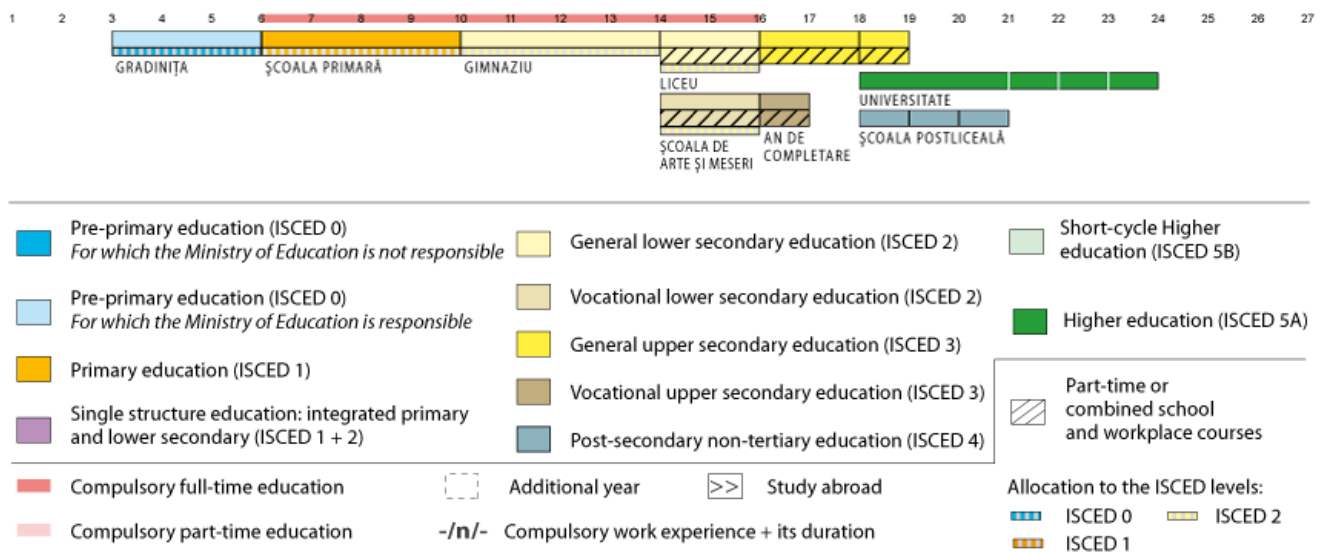 1 2 3 4 5 6 7 8 9 10 11 12 13 14 15 16 17 18 19 20 21 22 23 24 25 26 27
GRADINIȚA
ȘCOALA PRIMARĂ
GIMNAZIU
LICEU
UNIVERSITATE
ȘCOALA DE
ARTE ȘI MESERI
AN DE
COMPLETARE
ȘCOALA POSTLICEALĂ
Pre-primary education (ISCED 0)
For which the Ministry of Education is not responsible
Pre-primary education (ISCED 0)
For which the Ministry of Education is responsible
Primary education (ISCED 1)
Single structure education: integrated primary
and lower secondary (ISCED 1 + 2)
General lower secondary education (ISCED 2)
Vocational lower secondary education (ISCED 2)
General upper secondary education (ISCED 3)
Vocational upper secondary education (ISCED 3)
Post-secondary non-tertiary education (ISCED 4)
Short-cycle Higher
education (ISCED 5B)
Higher education (ISCED 5A)
Part-time or
combined school
and workplace courses
Compulsory full-time education
Compulsory part-time education
Additional year
>> Study abroad
-/n/- Compulsory work experience + its duration
Allocation to the ISCED levels:
ISCED 0
ISCED 2
ISCED 1